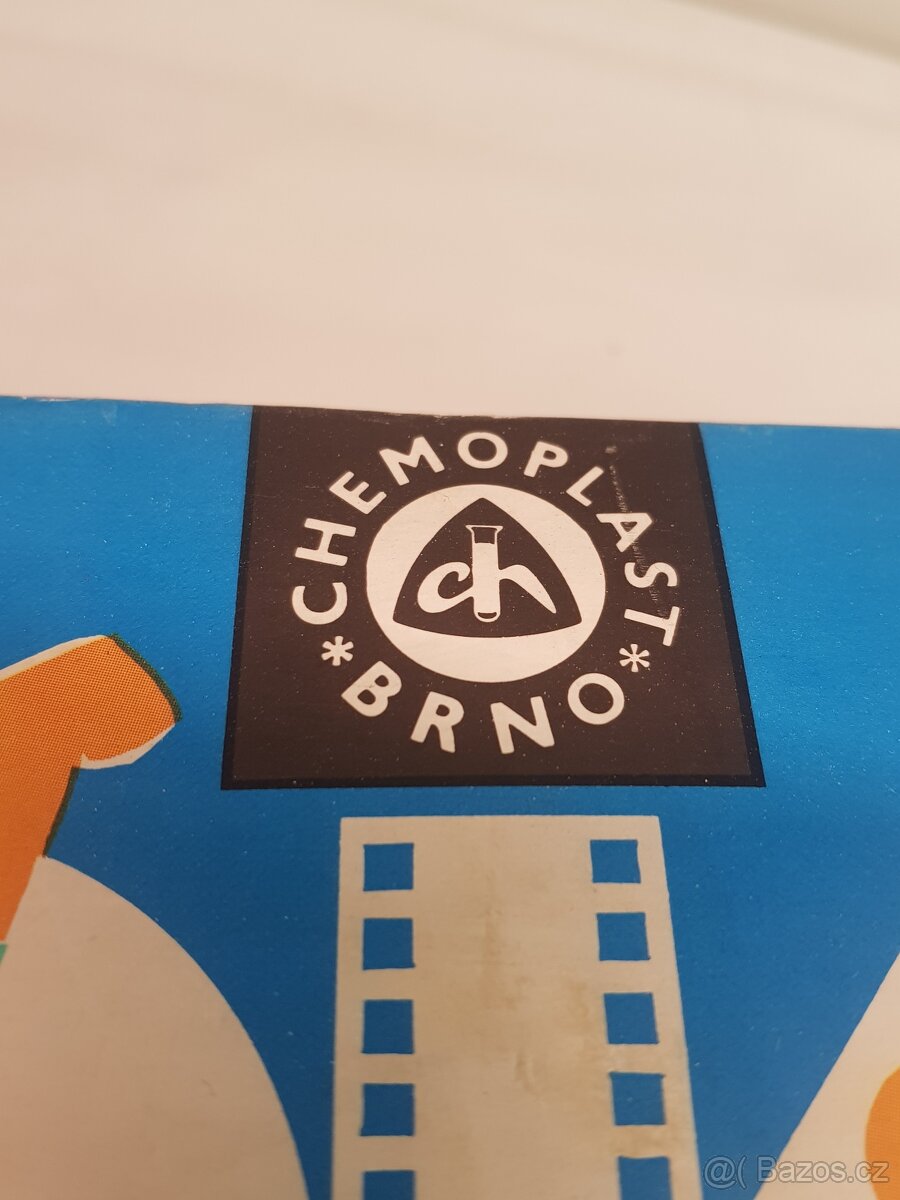 CHEMOPLAST
* BRNO *
ch
@( Bazos.cz